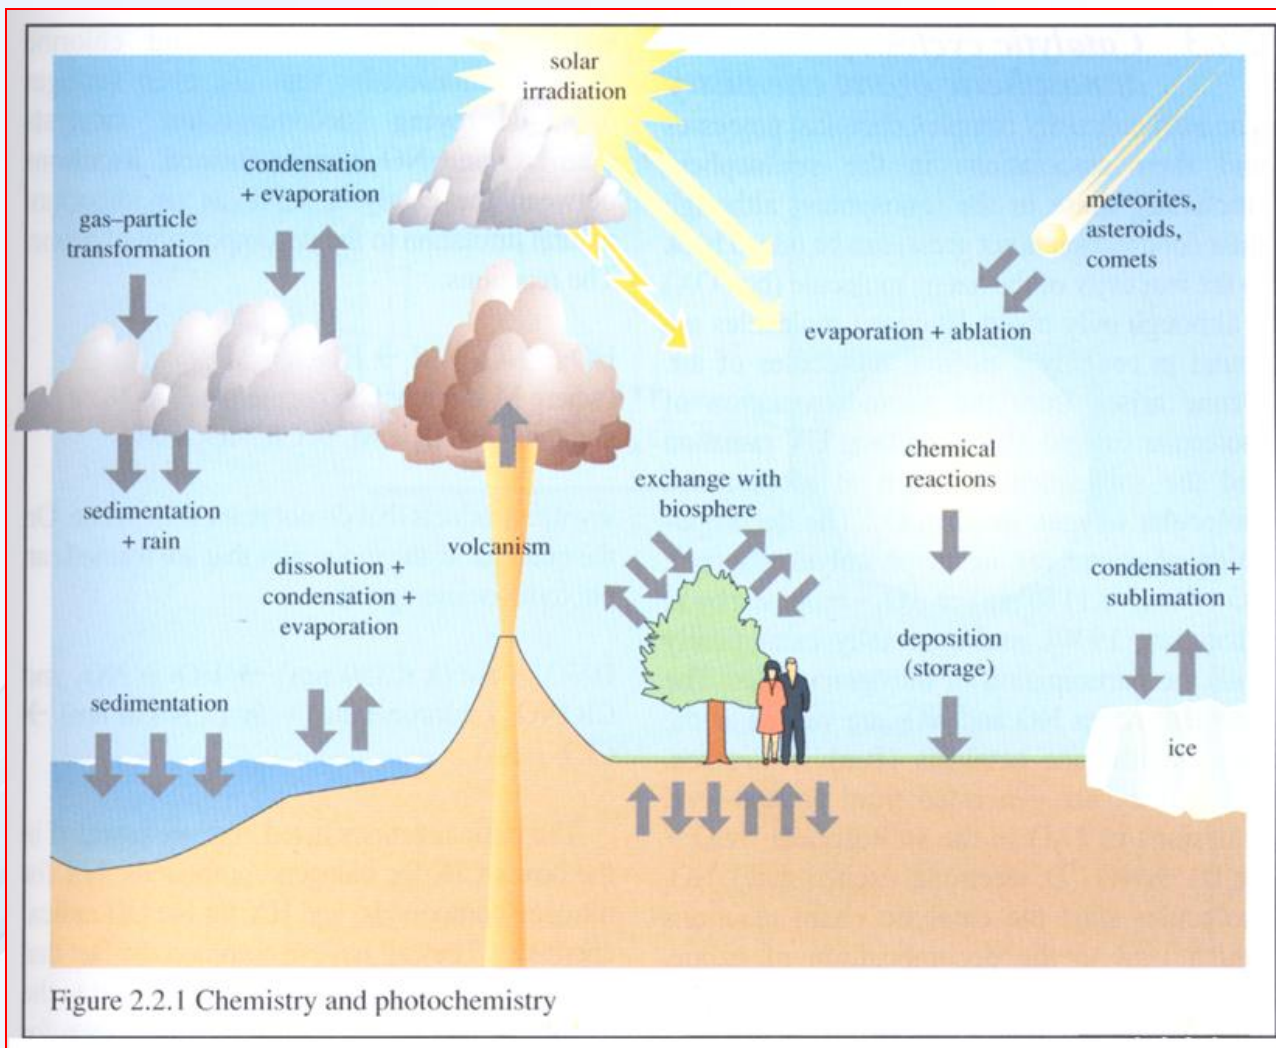 solar
irradiation
condensation
+ evaporation
gas–particle
transformation
meteorites,
asteroids,
comets
evaporation + ablation
chemical
reactions
exchange with
biosphere
sedimentation
+ rain
volcanism
dissolution +
condensation +
evaporation
condensation +
sublimation
deposition
(storage)
sedimentation
ice
Figure 2.2.1 Chemistry and photochemistry